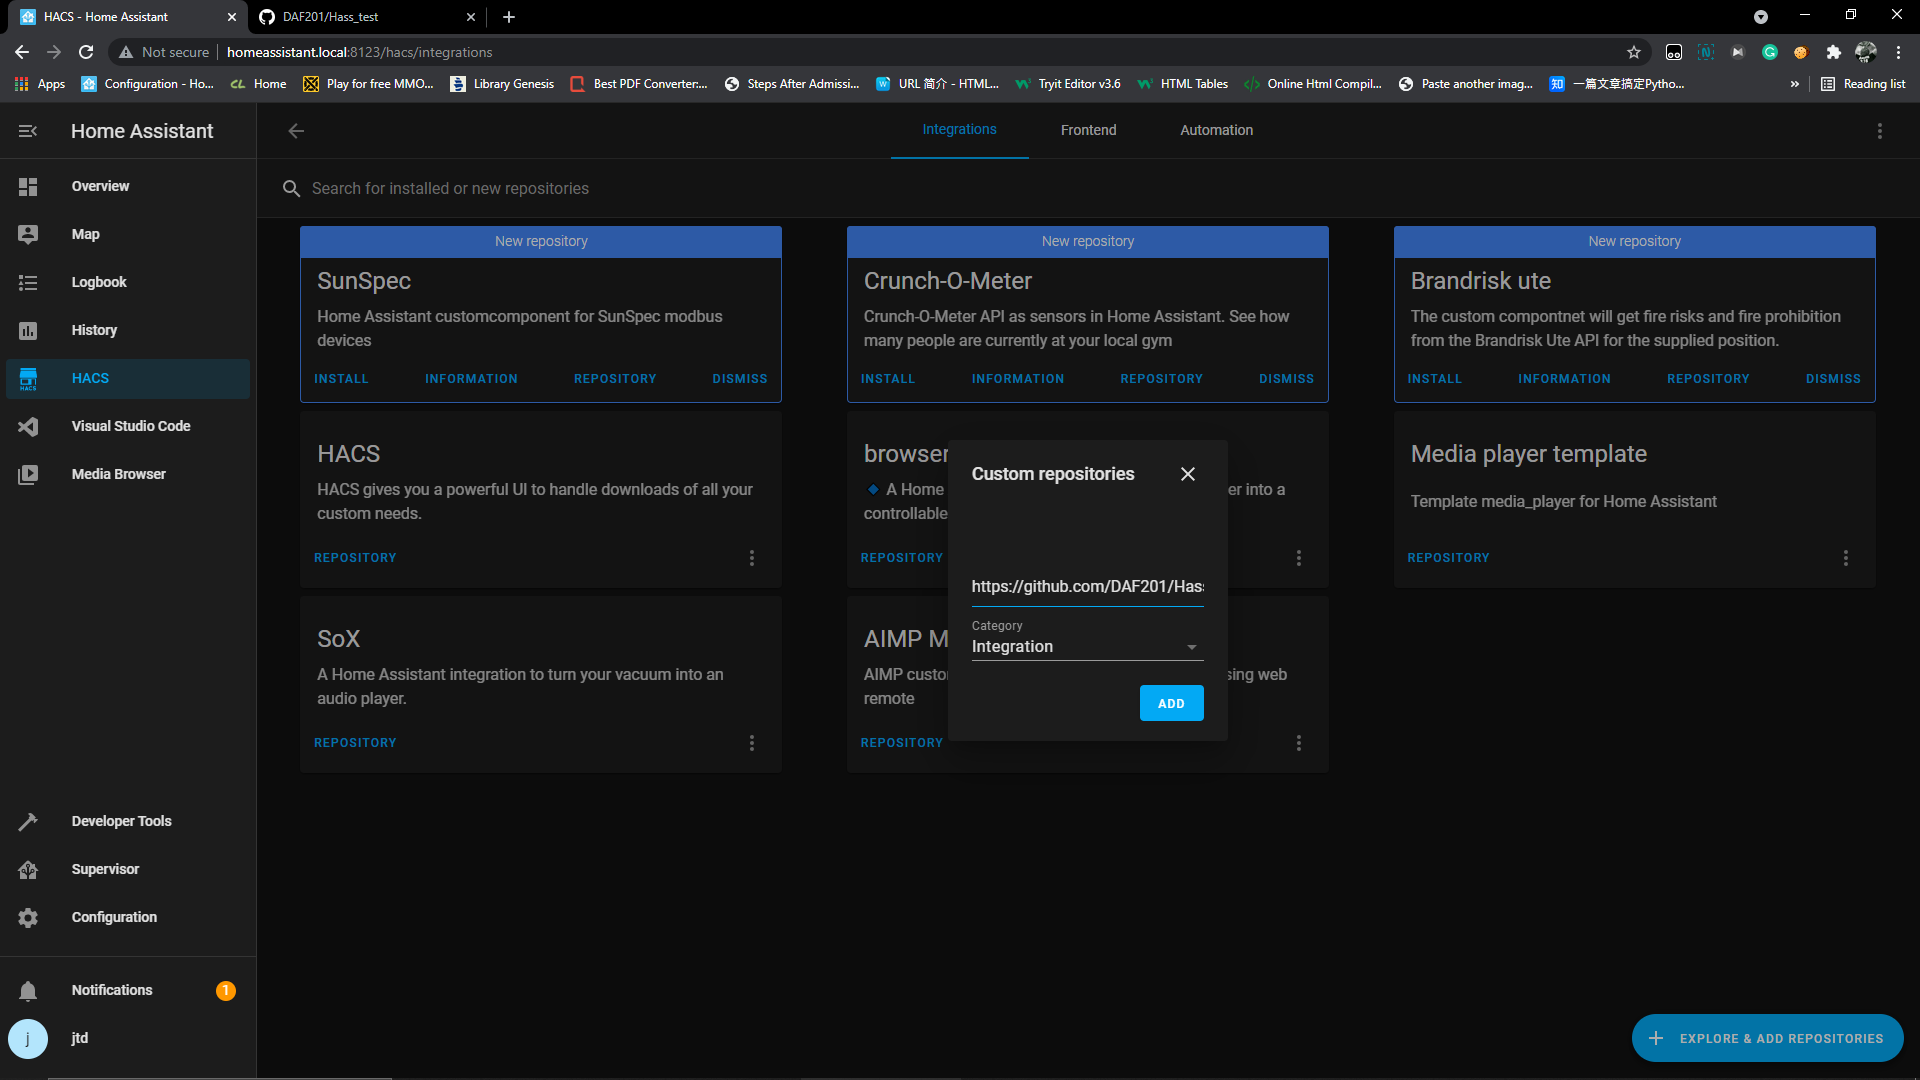 HACS - Home Assistant
DAF201/Hass_test
Not secure
homeassistant.local:8123/hacs/integrations
Apps
Configuration - Ho...
Home
Play for free MMO...
Library Genesis
Best PDF Converter:...
Steps After Admissi...
URL 简介 - HTML...
Tryit Editor v3.6
HTML Tables
Online Html Compil...
Paste another imag...
一篇文章搞定Pytho...
»
Reading list
Home Assistant
Integrations
Frontend
Automation
Overview
Map
Logbook
History
HACS
Visual Studio Code
Media Browser
Search for installed or new repositories
New repository
SunSpec
Home Assistant customcomponent for SunSpec modbus
devices
INSTALL INFORMATION REPOSITORY DISMISS
New repository
Crunch-O-Meter
Crunch-O-Meter API as sensors in Home Assistant. See how
many people are currently at your local gym
INSTALL INFORMATION REPOSITORY DISMISS
New repository
Brandrisk ute
The custom compontnet will get fire risks and fire prohibition
from the Brandrisk Ute API for the supplied position.
INSTALL INFORMATION REPOSITORY DISMISS
HACS
HACS gives you a powerful UI to handle downloads of all your
custom needs.
REPOSITORY
browser
A Home er into a
controllable
REPOSITORY
Media player template
Template media_player for Home Assistant
REPOSITORY
SoX
A Home Assistant integration to turn your vacuum into an
audio player.
REPOSITORY
AIMP M
AIMP custo sing web
remote
REPOSITORY
Custom repositories
https://github.com/DAF201/Has
Category
Integration
ADD
Developer Tools
Supervisor
Configuration
Notifications
1
j
jtd
EXPLORE & ADD REPOSITORIES